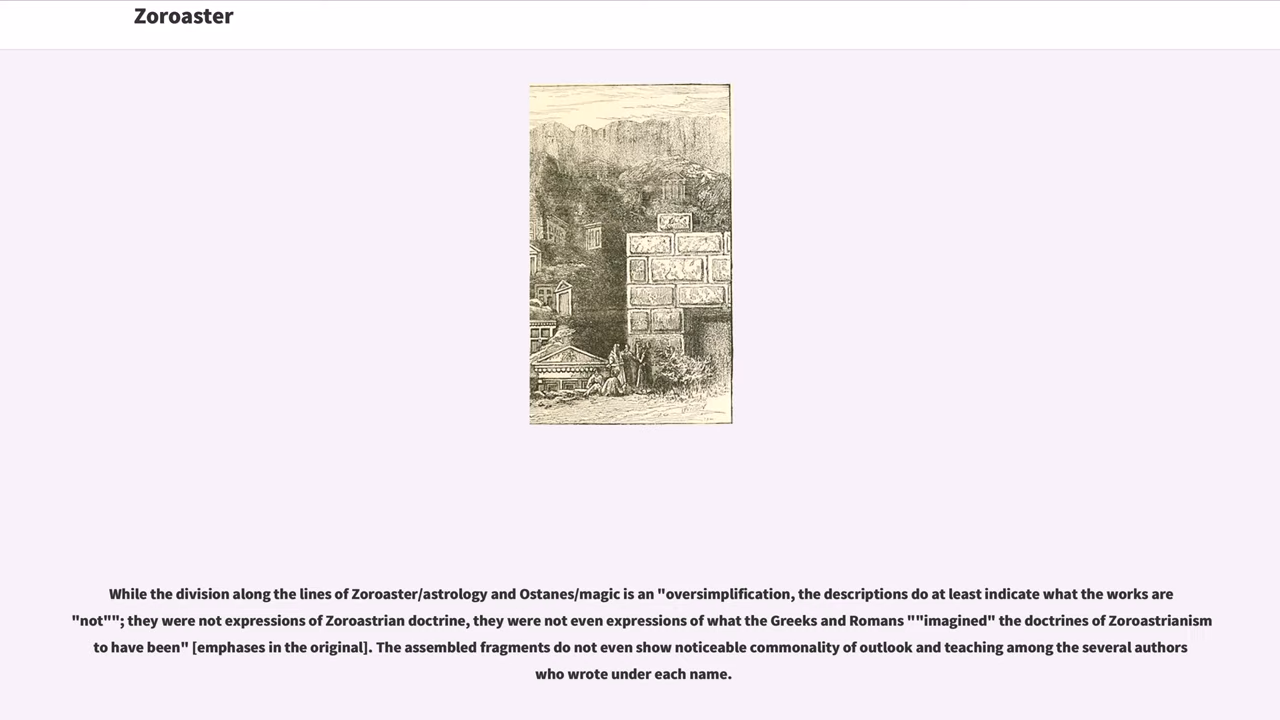 Zoroaster
While the division along the lines of Zoroaster/astrology and Ostanes/magic is an "oversimplification, the descriptions do at least indicate what the works are
"not""; they were not expressions of Zoroastrian doctrine, they were not even expressions of what the Greeks and Romans ""imagined" the doctrines of Zoroastrianism
to have been" [emphases in the original]. The assembled fragments do not even show noticeable commonality of outlook and teaching among the several authors
who wrote under each name.